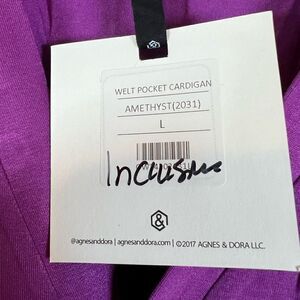 WELT POCKET CARDIGAN
AMETHYST(2031)
L
Inclusive
@agnesanddora | agnesanddora.com | ©2017 AGNES & DORA LLC.